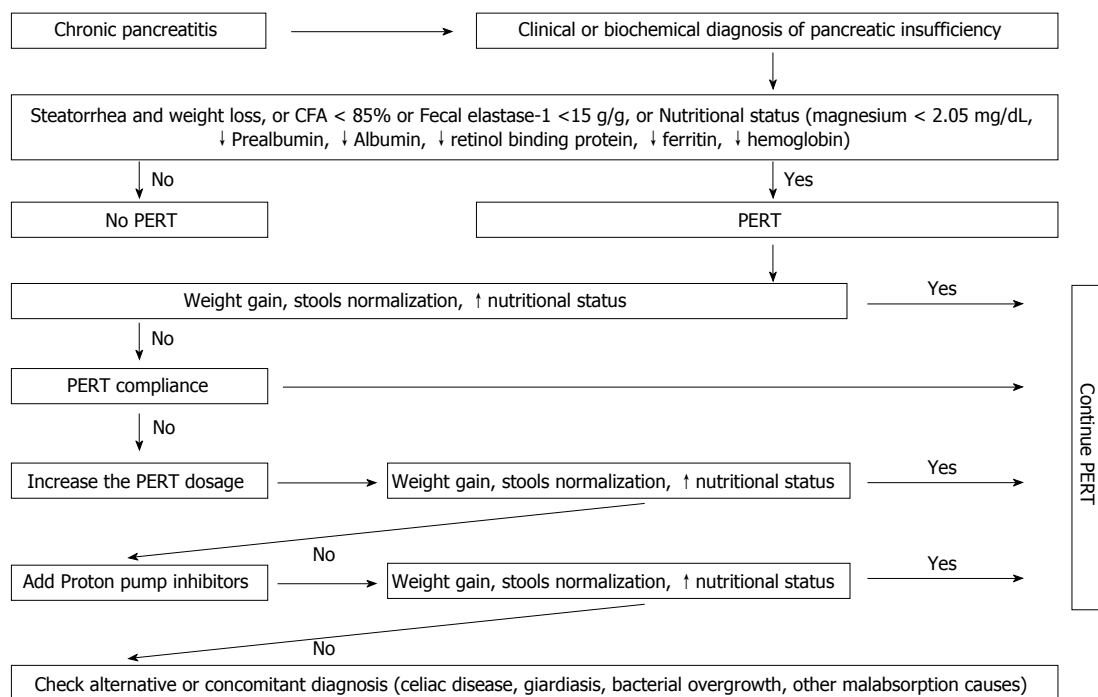 Chronic pancreatitis
Clinical or biochemical diagnosis of pancreatic insufficiency
Steatorrhea and weight loss, or CFA < 85% or Fecal elastase-1 <15 g/g, or Nutritional status (magnesium < 2.05 mg/dL,
↓ Prealbumin, ↓ Albumin, ↓ retinol binding protein, ↓ ferritin, ↓ hemoglobin)
No
Yes
No PERT
PERT
Weight gain, stools normalization, ↑ nutritional status
Yes
No
PERT compliance
No
Increase the PERT dosage
Weight gain, stools normalization, ↑ nutritional status
Yes
No
Add Proton pump inhibitors
Weight gain, stools normalization, ↑ nutritional status
Yes
No
Continue PERT
Check alternative or concomitant diagnosis (celiac disease, giardiasis, bacterial overgrowth, other malabsorption causes)